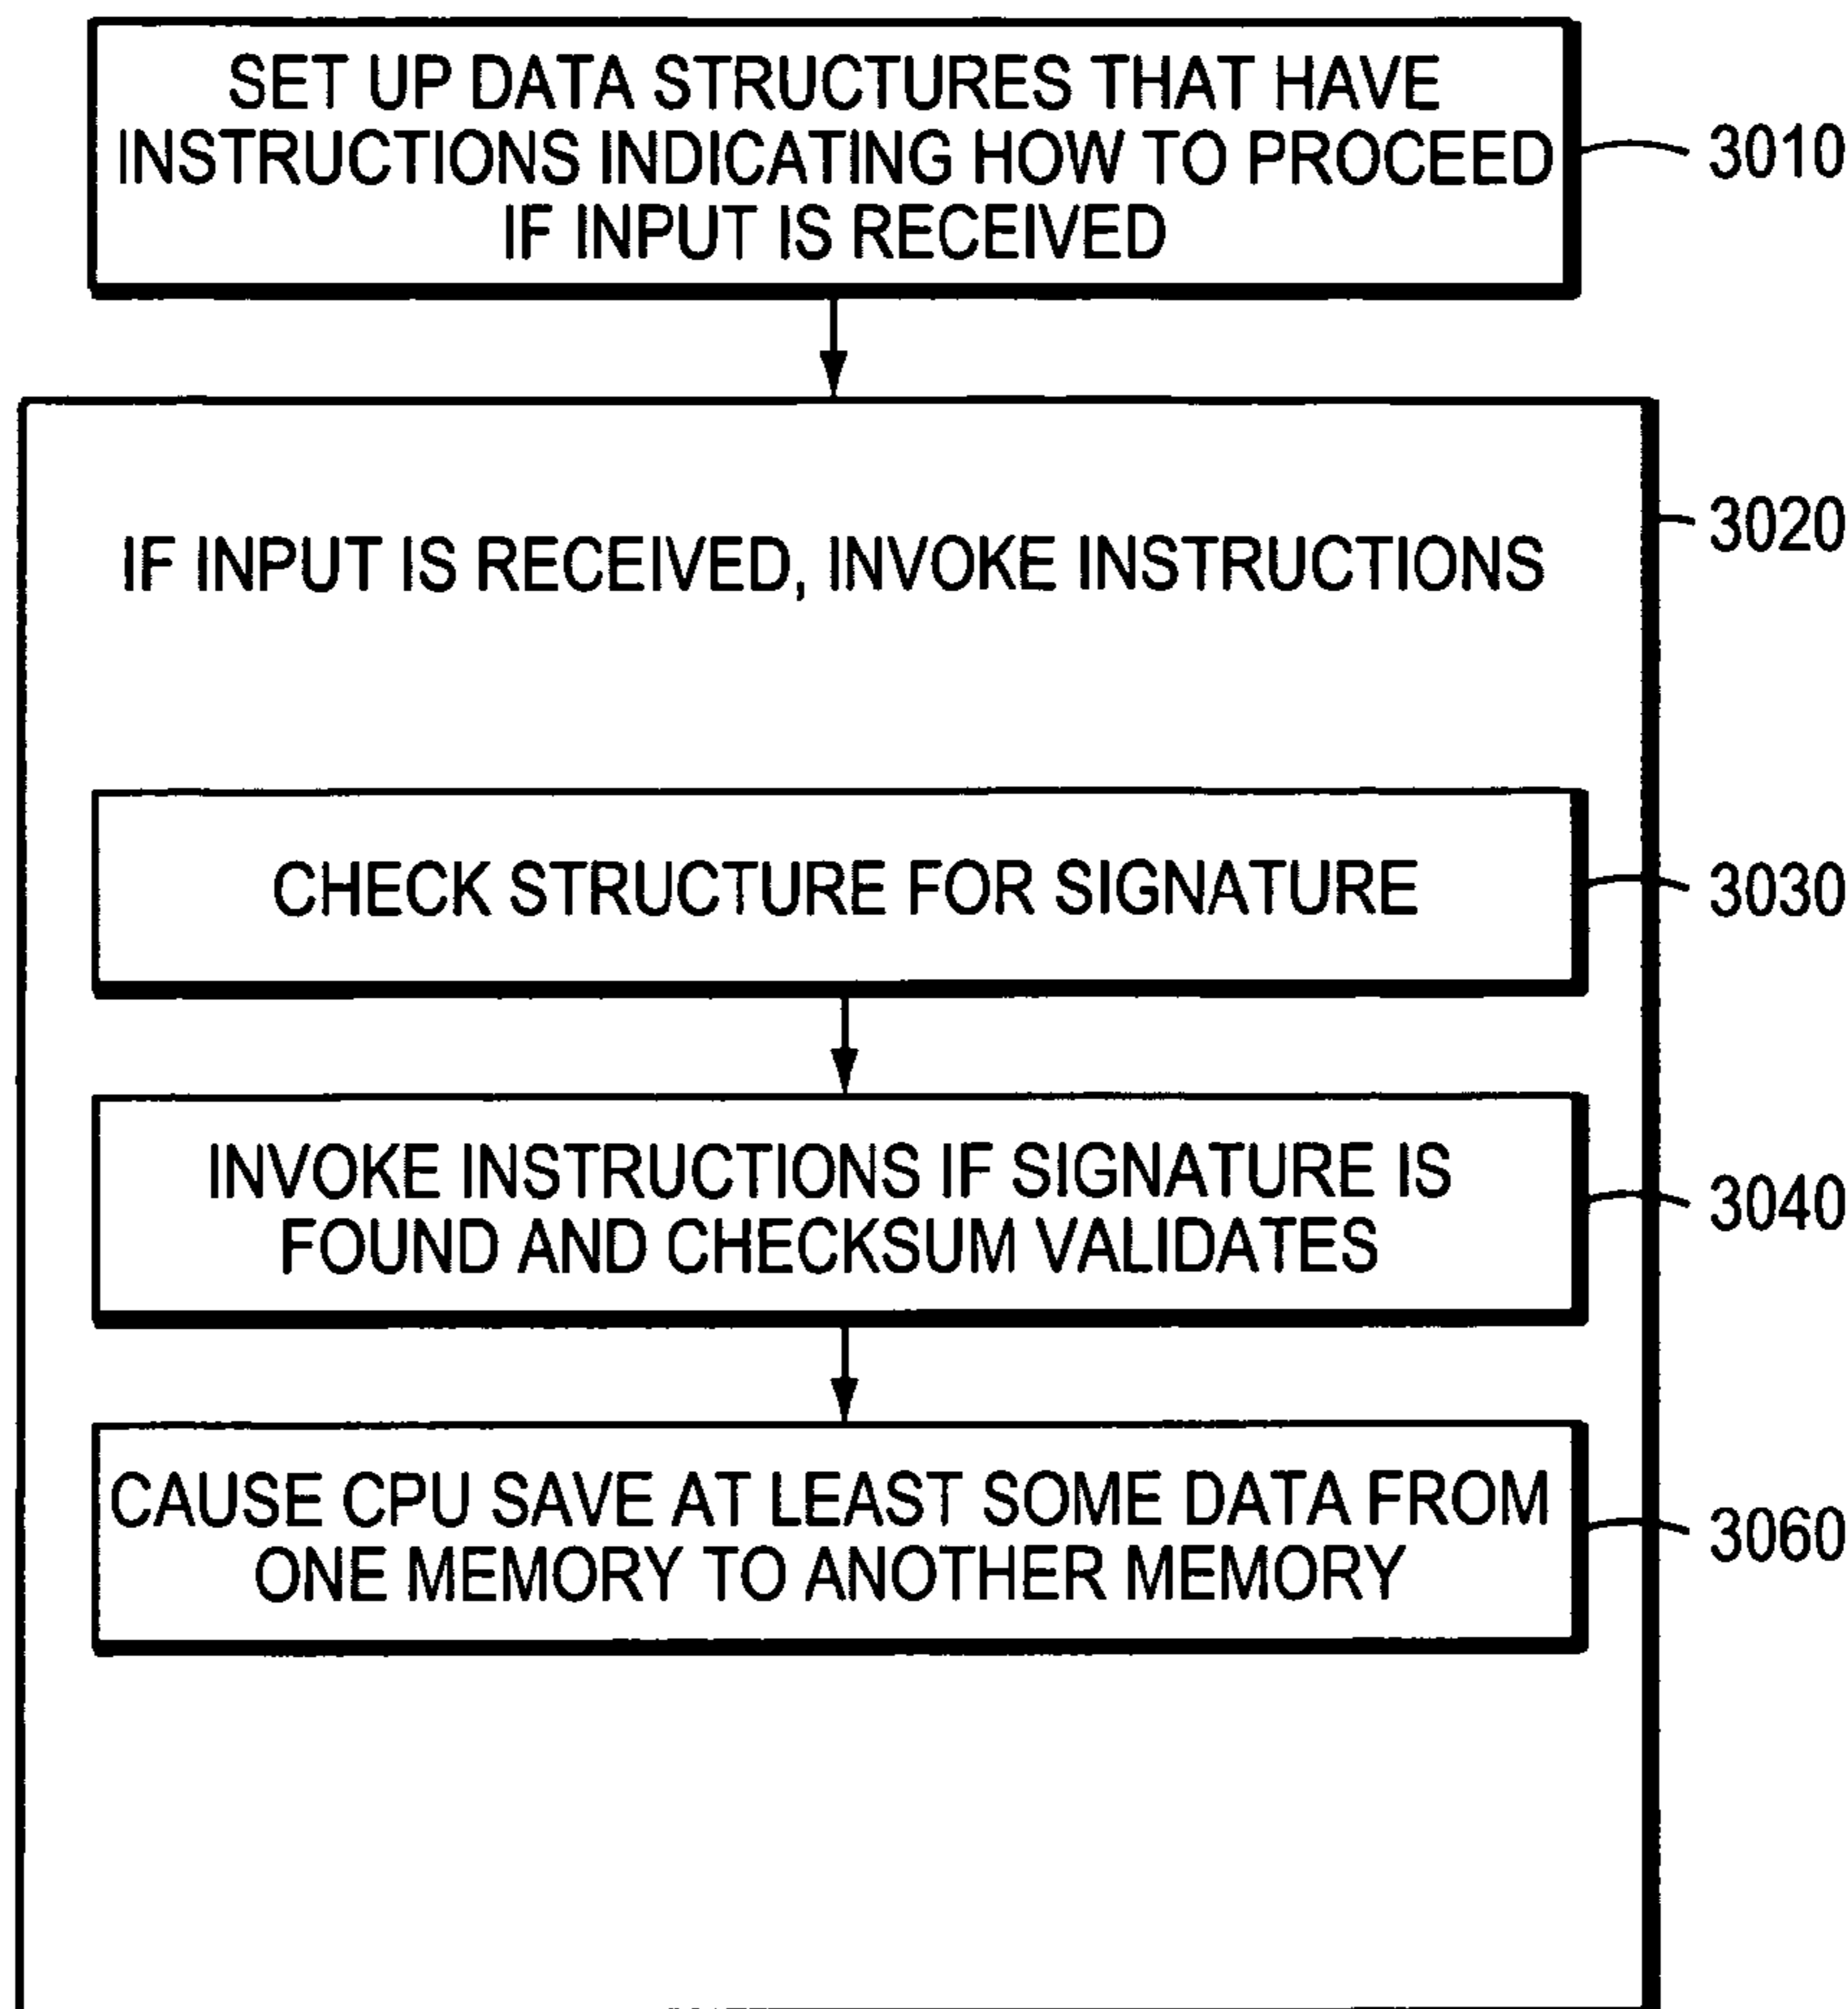 SET UP DATA STRUCTURES THAT HAVE
INSTRUCTIONS INDICATING HOW TO PROCEED
IF INPUT IS RECEIVED
3010
3020
IF INPUT IS RECEIVED, INVOKE INSTRUCTIONS
CHECK STRUCTURE FOR SIGNATURE
3030
INVOKE INSTRUCTIONS IF SIGNATURE IS
FOUND AND CHECKSUM VALIDATES
3040
CAUSE CPU SAVE AT LEAST SOME DATA FROM
ONE MEMORY TO ANOTHER MEMORY
3060